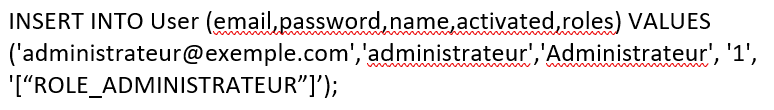 INSERT INTO User (email,password,name,activated,roles) VALUES
('administrateur@exemple.com','administrateur','Administrateur', '1',
'[“ROLE_ADMINISTRATEUR”]’);